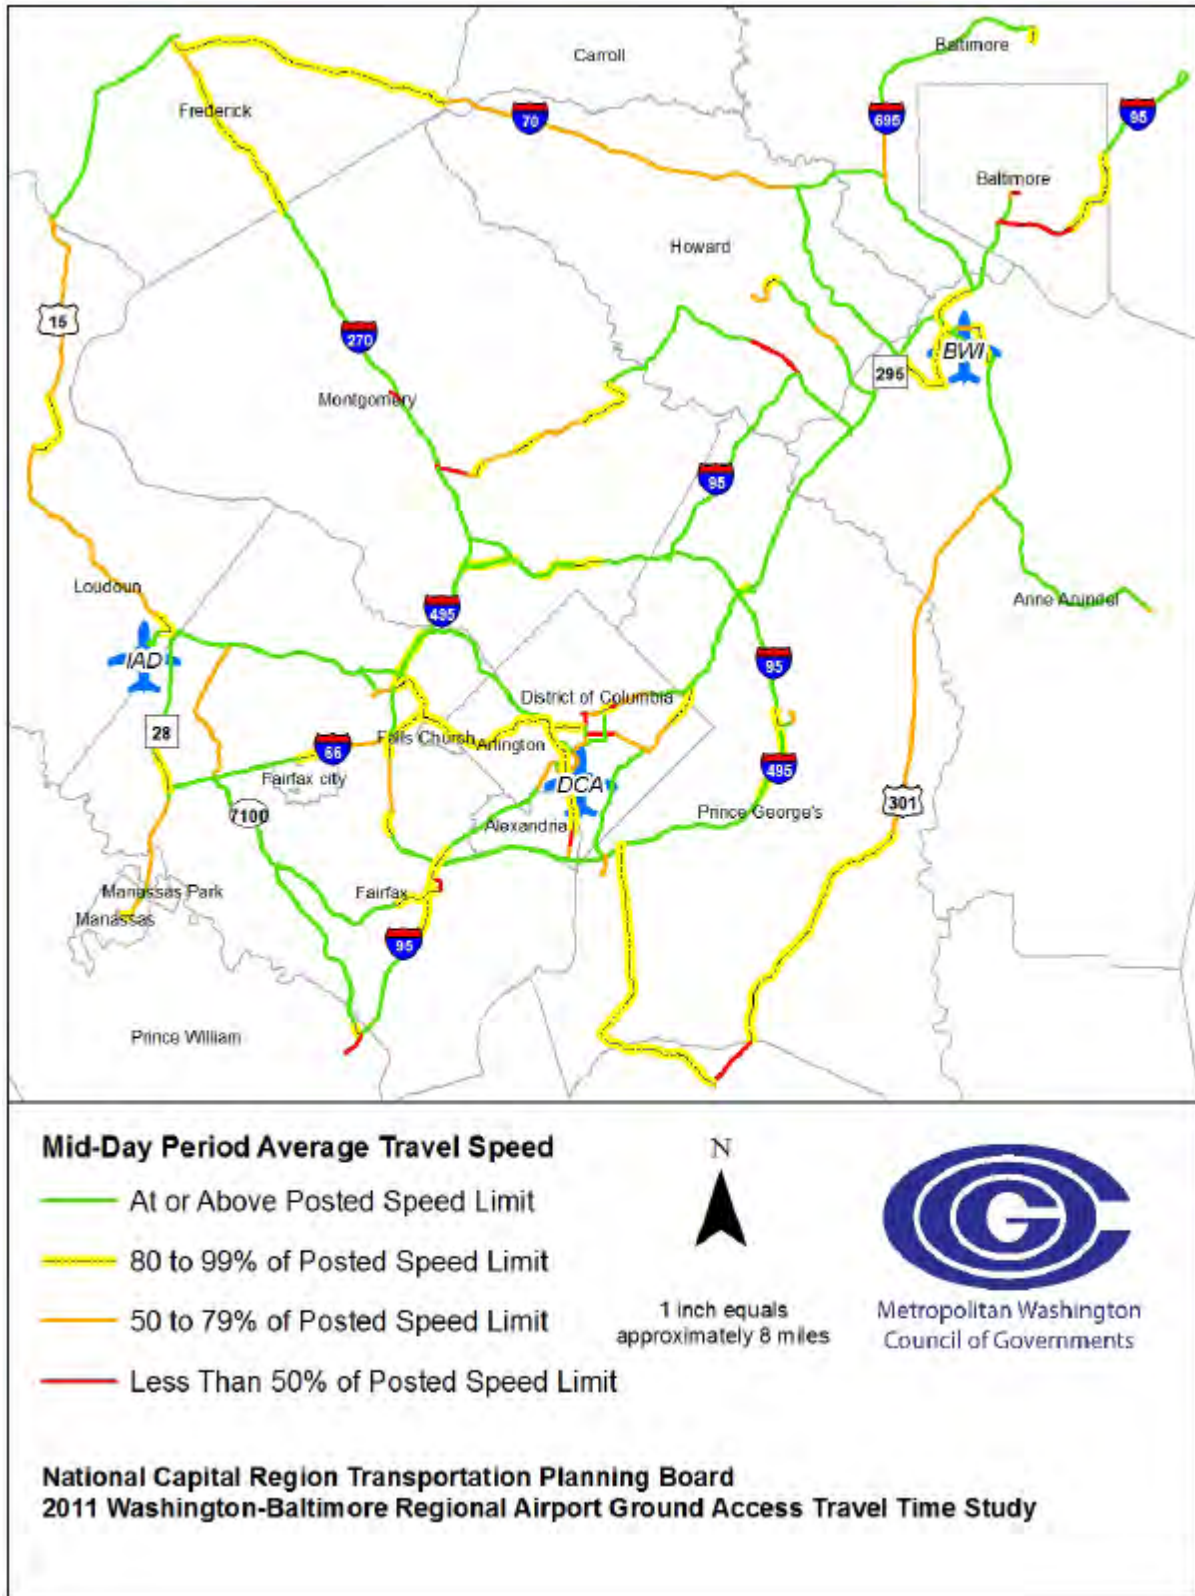 Carroll
Baltimore
Frederick
70
695
95
Baltimore
Howard
15
270
BWI
295
Montgomery
95
Loudoun
495
Anne Arundel
IAD
95
District of Columbia
28
Falls Church
Arlington
66
Fairfax city
DCA
495
7100
Alexandria
Prince George's
301
Manassas Park
Fairfax
Manassas
95
Prince William
Mid-Day Period Average Travel Speed
At or Above Posted Speed Limit
80 to 99% of Posted Speed Limit
50 to 79% of Posted Speed Limit
Less Than 50% of Posted Speed Limit
N
1 inch equals
approximately 8 miles
COG
Metropolitan Washington
Council of Governments
National Capital Region Transportation Planning Board
2011 Washington-Baltimore Regional Airport Ground Access Travel Time Study